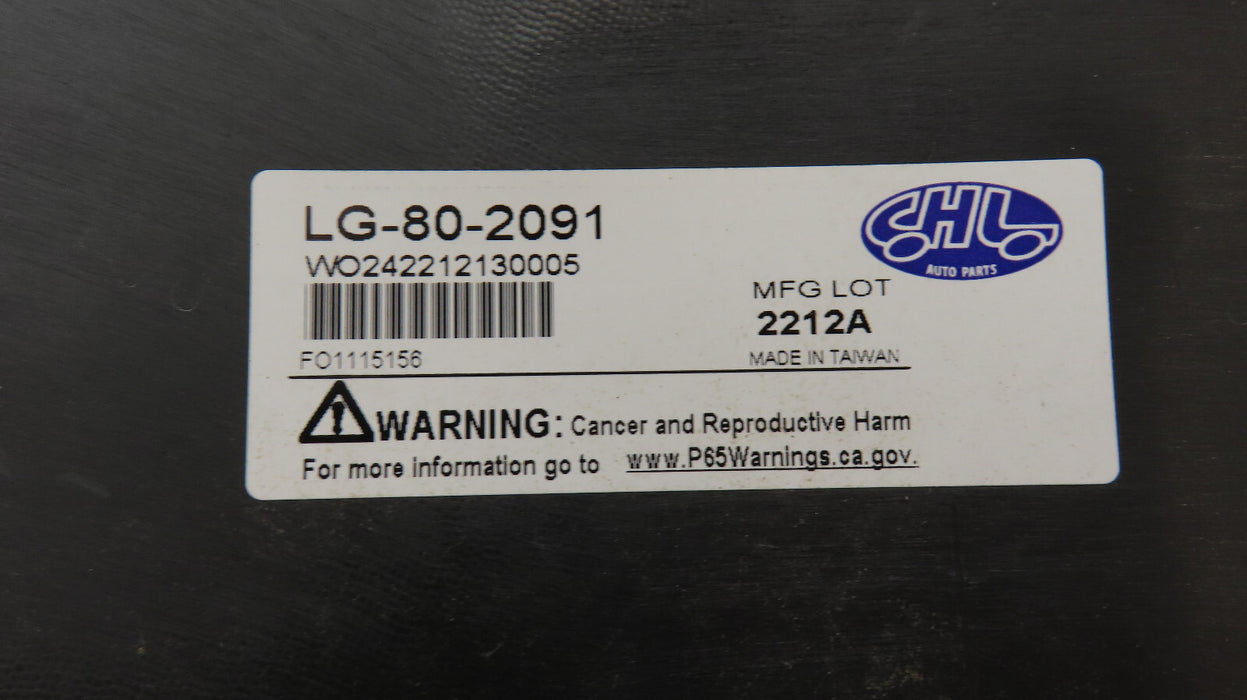 LG-80-2091
WO242212130005
FO1115156
CHL
AUTO PARTS
MFG LOT
2212A
MADE IN TAIWAN
WARNING: Cancer and Reproductive Harm
For more information go to www.P65Warnings.ca.gov.